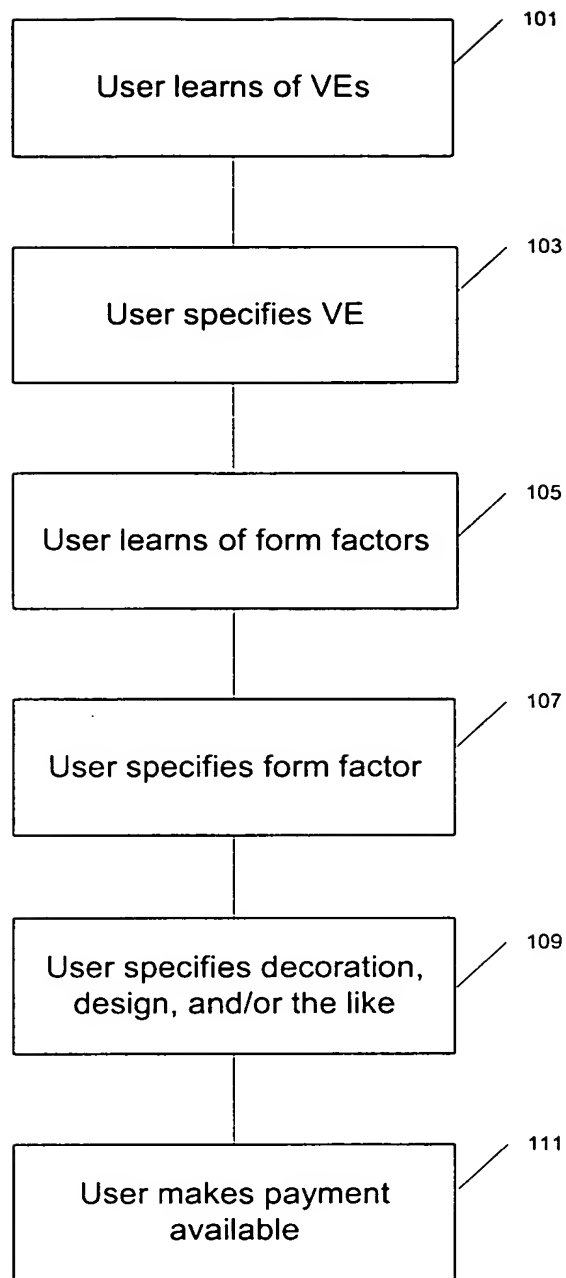 101
User learns of VEs
103
User specifies VE
105
User learns of form factors
107
User specifies form factor
109
User specifies decoration,
design, and/or the like
111
User makes payment
available